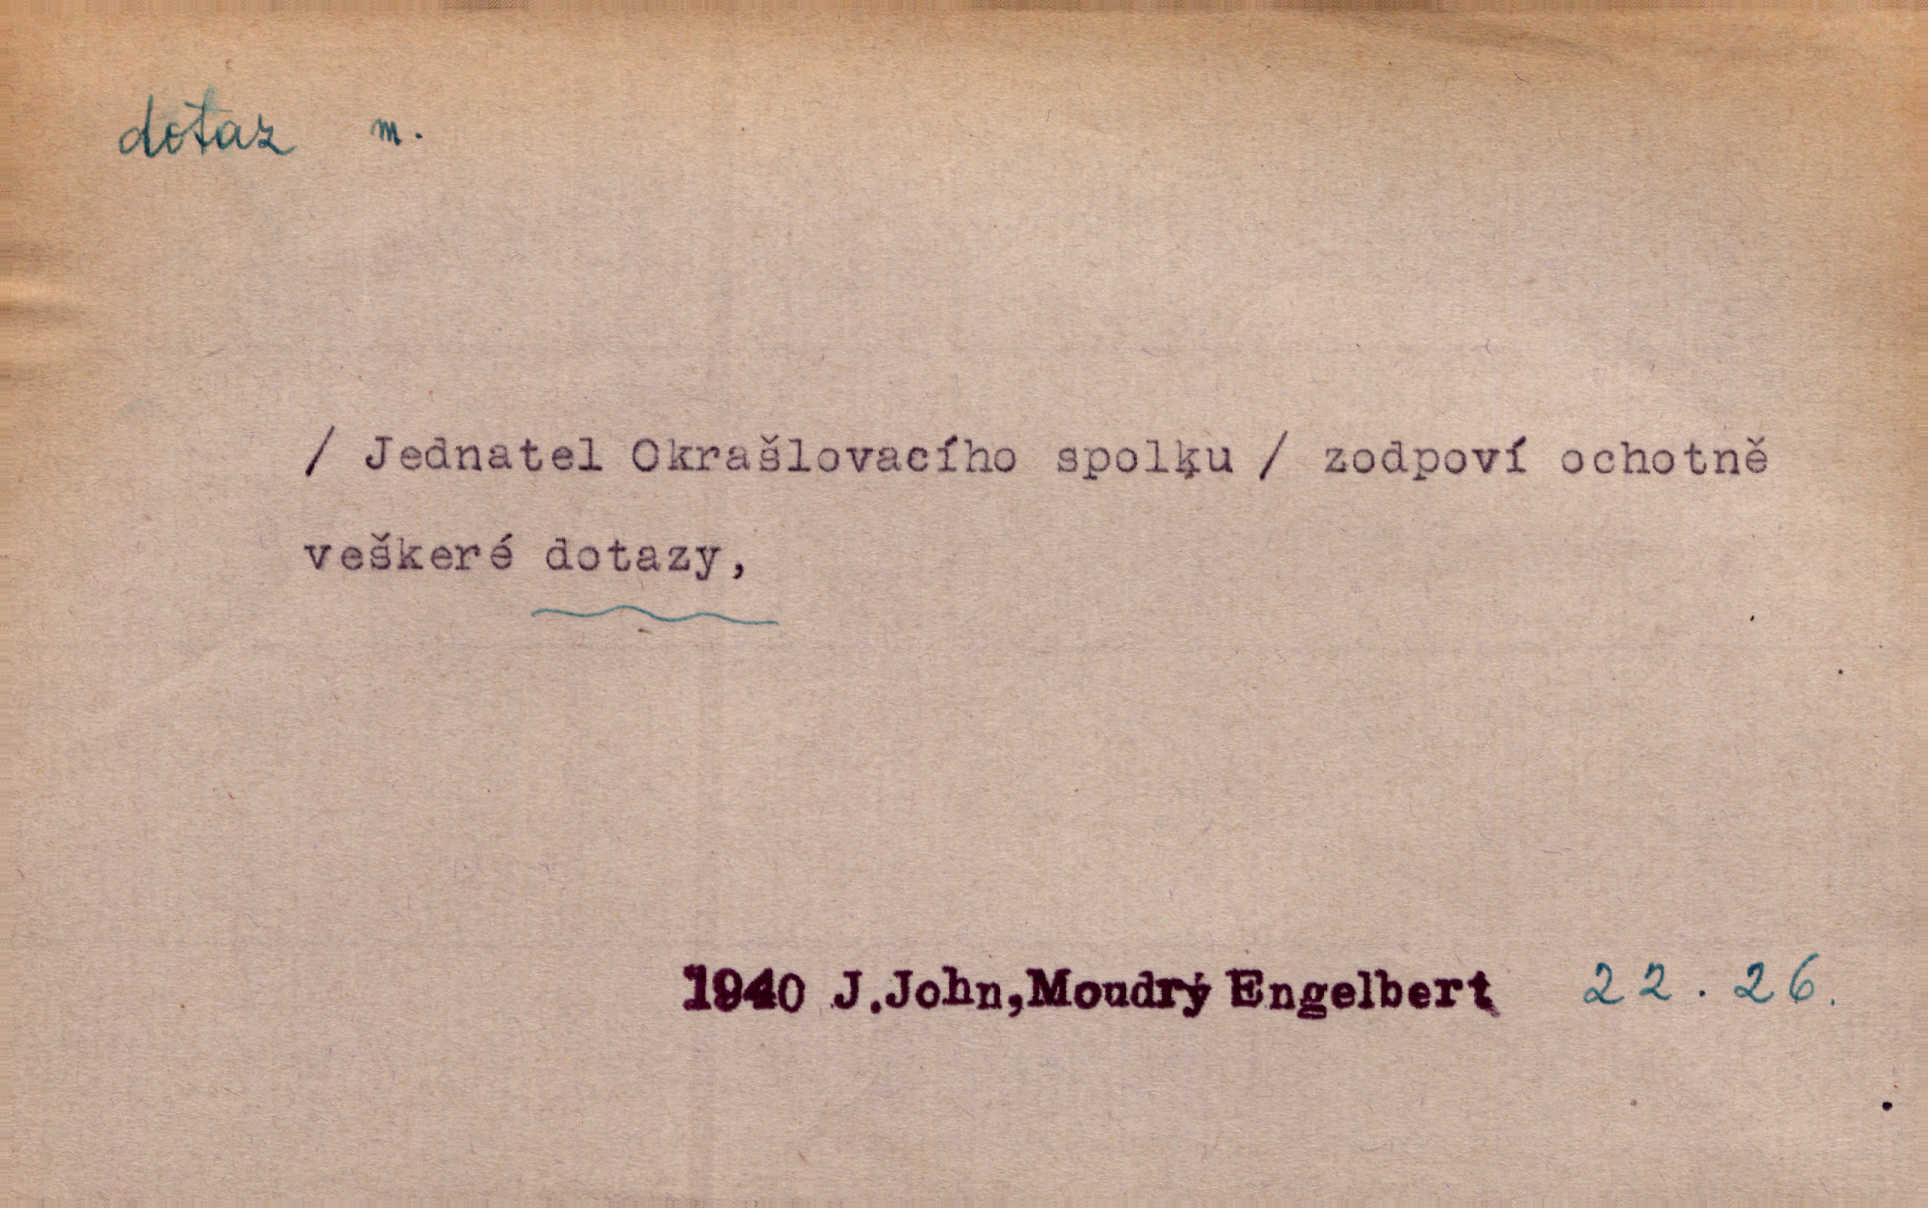 dotaz m.
/ Jednatel Okrašlovacího spolku / zodpoví ochotně
veškeré dotazy,
1940 J.John,Moudrý Engelbert 22.26.